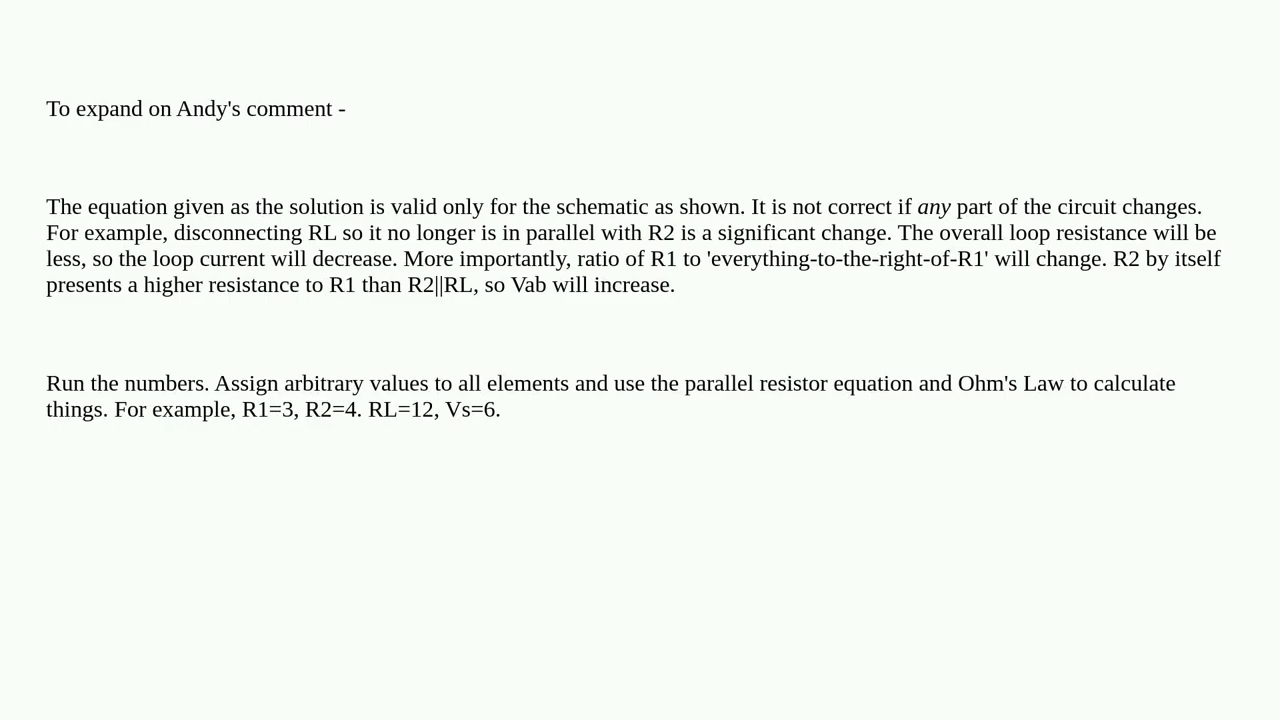 To expand on Andy's comment -
The equation given as the solution is valid only for the schematic as shown. It is not correct if any part of the circuit changes.
For example, disconnecting RL so it no longer is in parallel with R2 is a significant change. The overall loop resistance will be
less, so the loop current will decrease. More importantly, ratio of R1 to 'everything-to-the-right-of-R1' will change. R2 by itself
presents a higher resistance to R1 than R2||RL, so Vab will increase.
Run the numbers. Assign arbitrary values to all elements and use the parallel resistor equation and Ohm's Law to calculate
things. For example, R1=3, R2=4. RL=12, Vs=6.